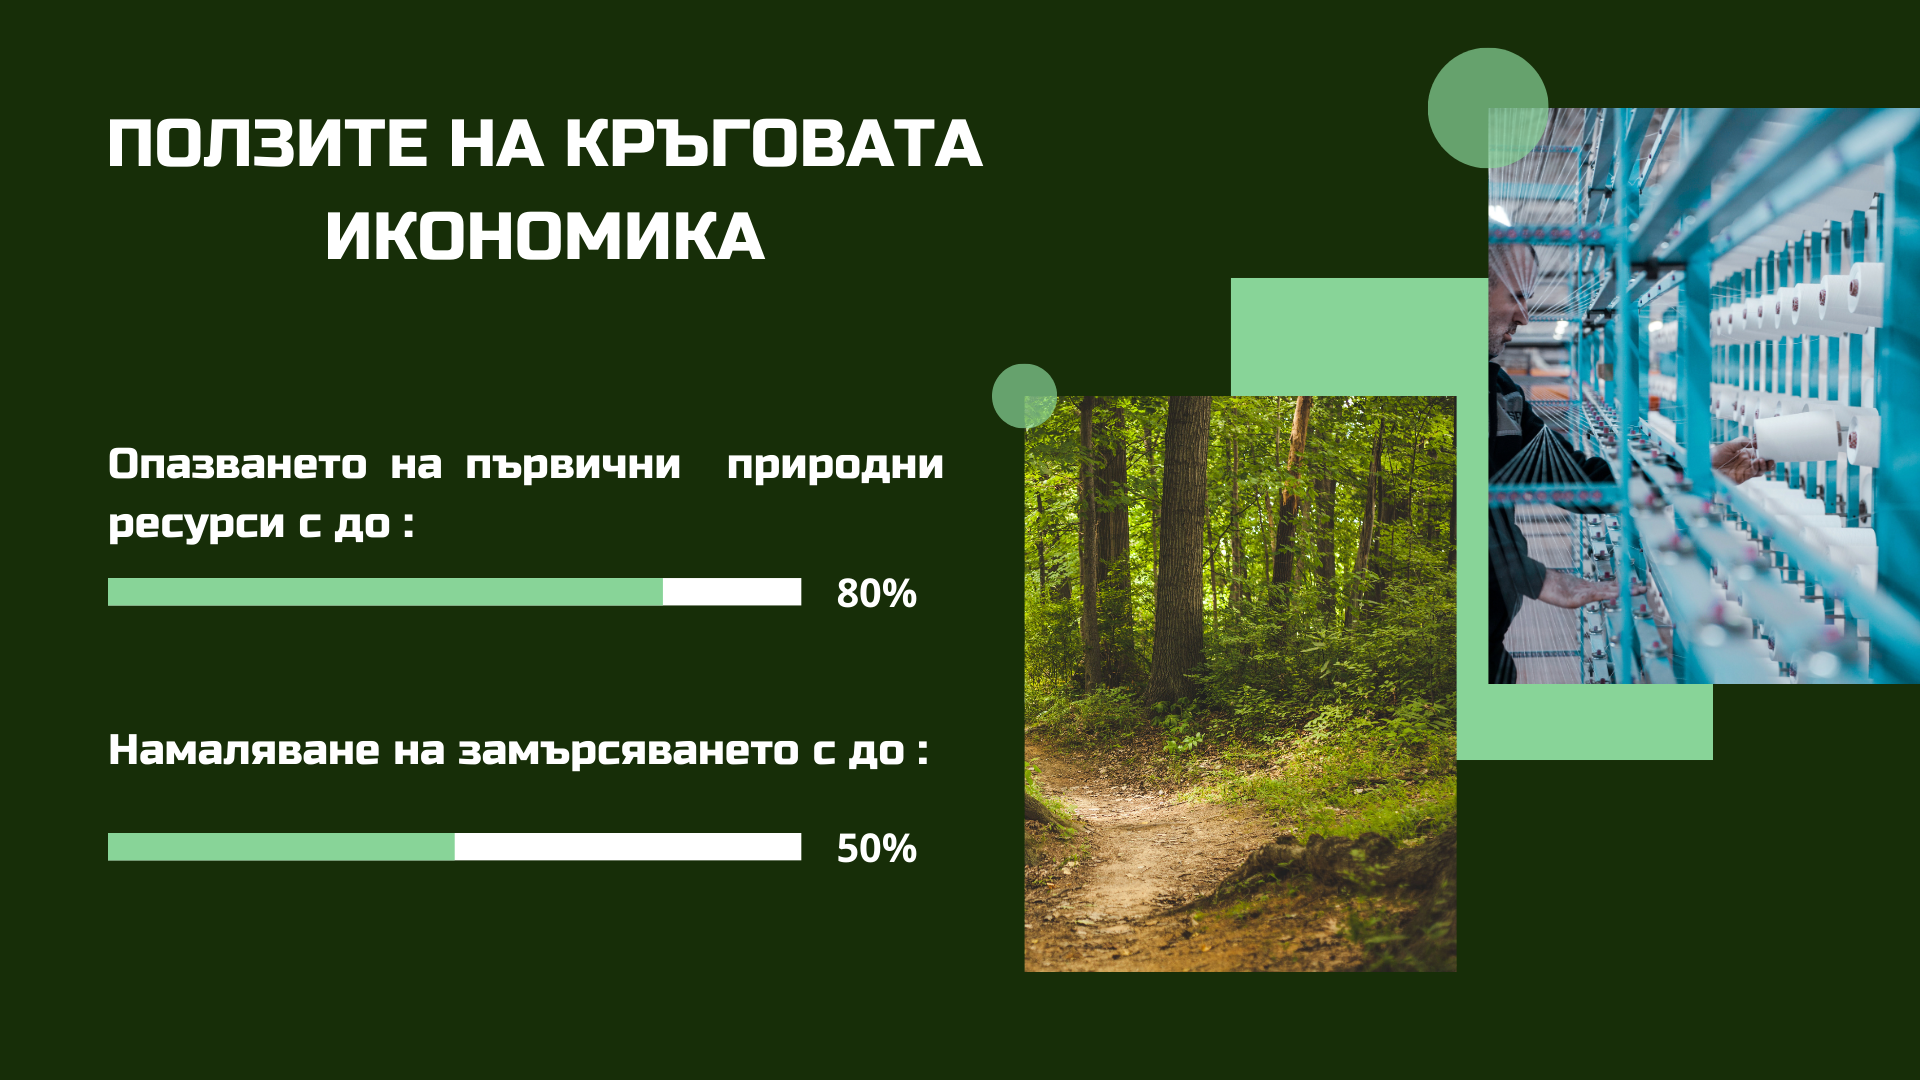 ПОЛЗИТЕ НА КРЪГОВАТА
ИКОНОМИКА
Опазването на първични природни
ресурси с до :
80%
Намаляване на замърсяването с до :
50%